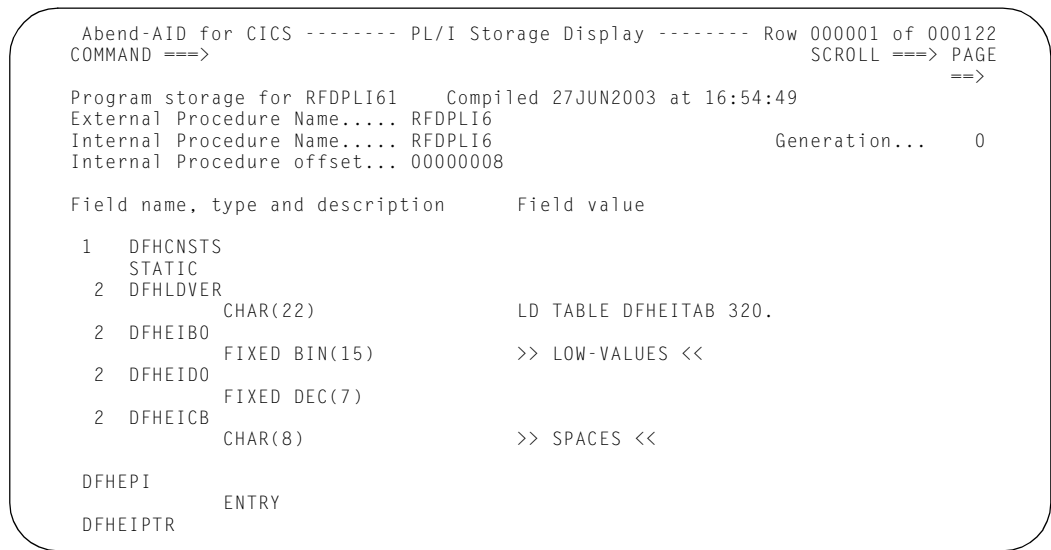 Abend-AID for CICS -------- PL/I Storage Display -------- Row 000001 of 000122
COMMAND ===> SCROLL ===> PAGE
==>
Program storage for RFDPLI61 Compiled 27JUN2003 at 16:54:49
External Procedure Name..... RFDPLI6
Internal Procedure Name..... RFDPLI6 Generation... 0
Internal Procedure offset... 00000008
Field name, type and description Field value
1 DFHCNSTS
STATIC
2 DFHLDVER
CHAR(22) LD TABLE DFHEITAB 320.
2 DFHEIB0
FIXED BIN(15) >> LOW-VALUES <<
2 DFHEID0
FIXED DEC(7)
2 DFHEICB
CHAR(8) >> SPACES <<
DFHEPI
ENTRY
DFHEIPTR